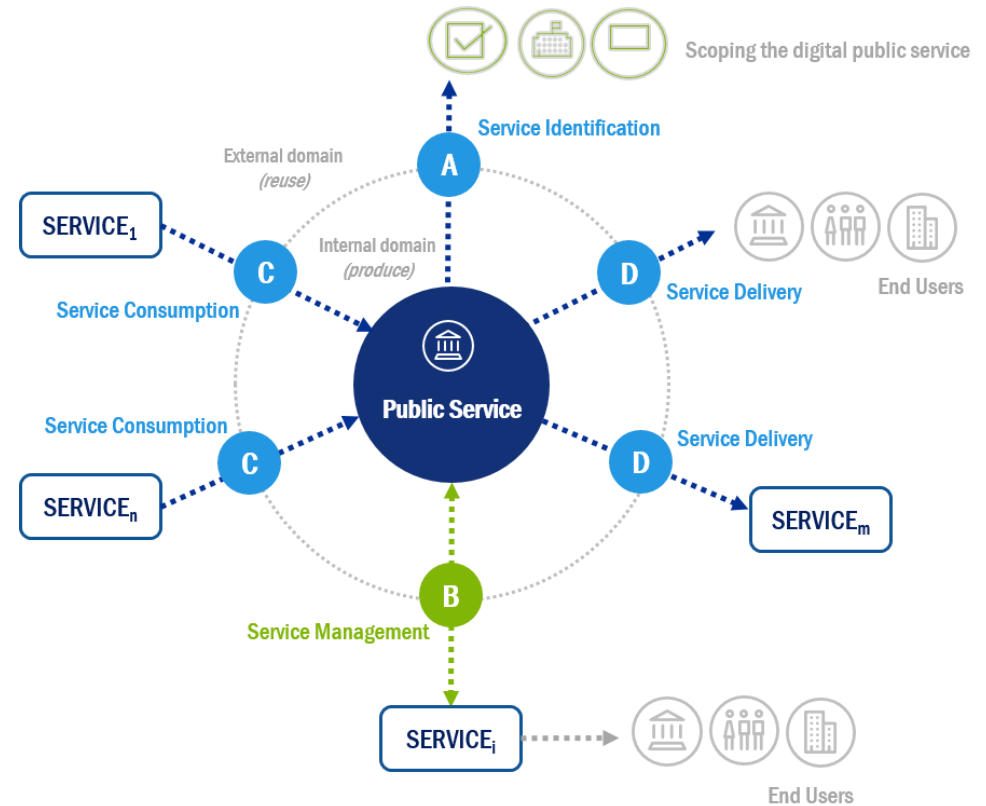 Scoping the digital public service
Service Identification
A
External domain
(reuse)
SERVICE1
Internal domain
(produce)
C
D
Service Consumption
Service Delivery
End Users
Public Service
Service Consumption
Service Delivery
C
D
SERVICEn
SERVICEm
B
Service Management
SERVICEi
End Users